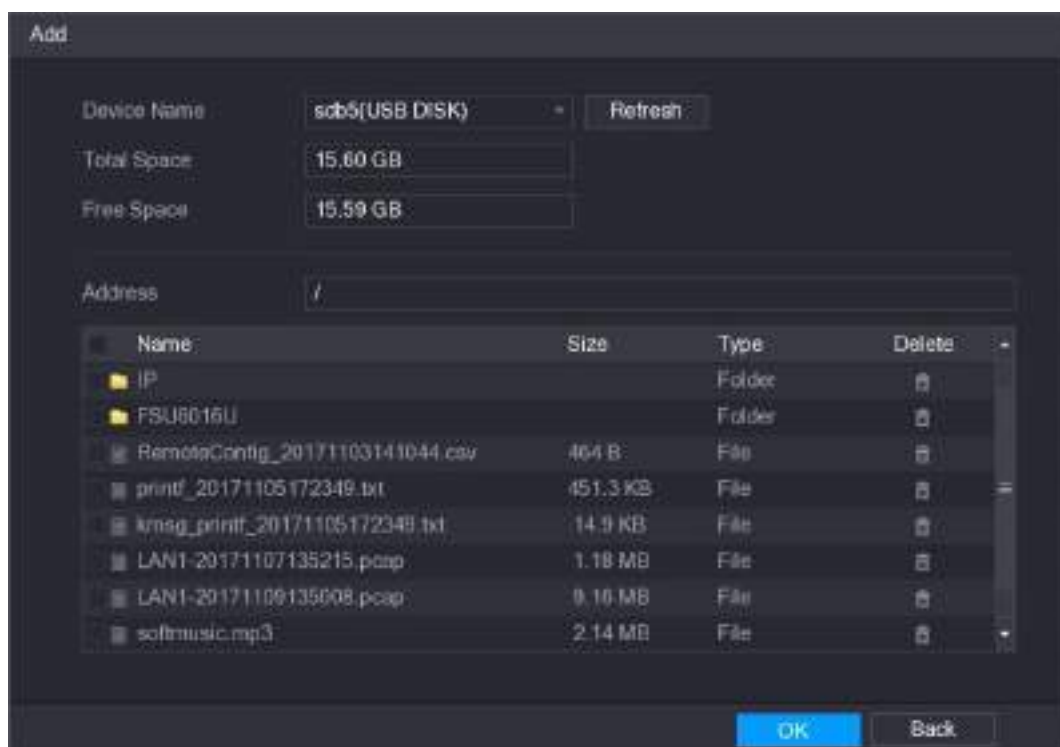 Add
Device Name sdb5(USB DISK) Refresh
Total Space 15.60 GB
Free Space 15.59 GB
Address /
Name Size Type Delete
IP Folder
FSU6016U Folder
RemoteConfig_20171103141044.csv 464 B File
printf_20171105172349.txt 451.3 KB File
kmsg_printf_20171105172349.txt 14.9 KB File
LAN1-20171107135215.pcap 1.18 MB File
LAN1-20171109135608.pcap 9.16 MB File
softmusic.mp3 2.14 MB File
OK Back